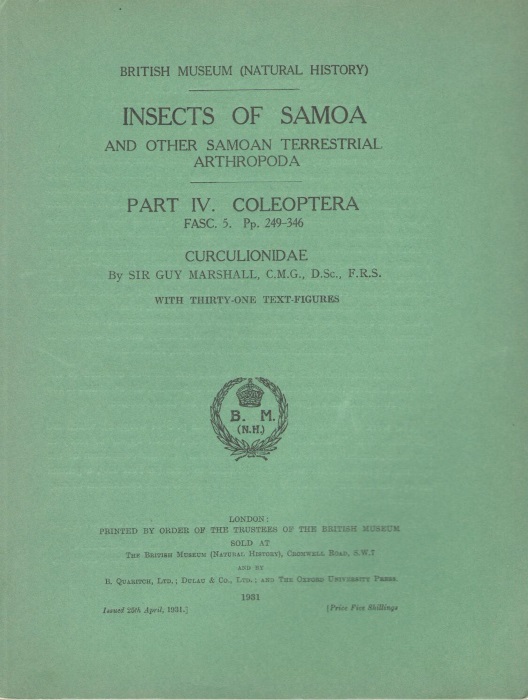 BRITISH MUSEUM (NATURAL HISTORY)
INSECTS OF SAMOA
AND OTHER SAMOAN TERRESTRIAL
ARTHROPODA
PART IV. COLEOPTERA
FASC. 5. Pp. 249-346
CURCULIONIDAE
By SIR GUY MARSHALL, C.M.G., D.Sc., F.R.S.
WITH THIRTY-ONE TEXT-FIGURES
B. M.
(N.H.)
LONDON:
PRINTED BY ORDER OF THE TRUSTEES OF THE BRITISH MUSEUM
SOLD AT
The British Museum (Natural History), Cromwell Road, S.W.7
AND BY
B. Quaritch, Ltd.; Dulau & Co., Ltd.; and The Oxford University Press
1931
Issued 25th April, 1931.]
[Price Five Shillings